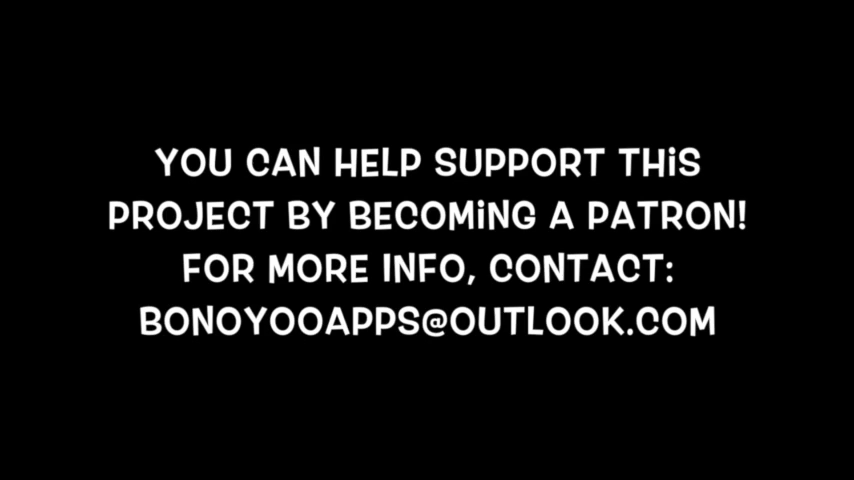 YOU CAN HELP SUPPORT THiS
PROJECT BY BECOMiNG A PATRON!
FOR MORE INFO, CONTACT:
BONOYOOAPPS@OUTLOOK.COM